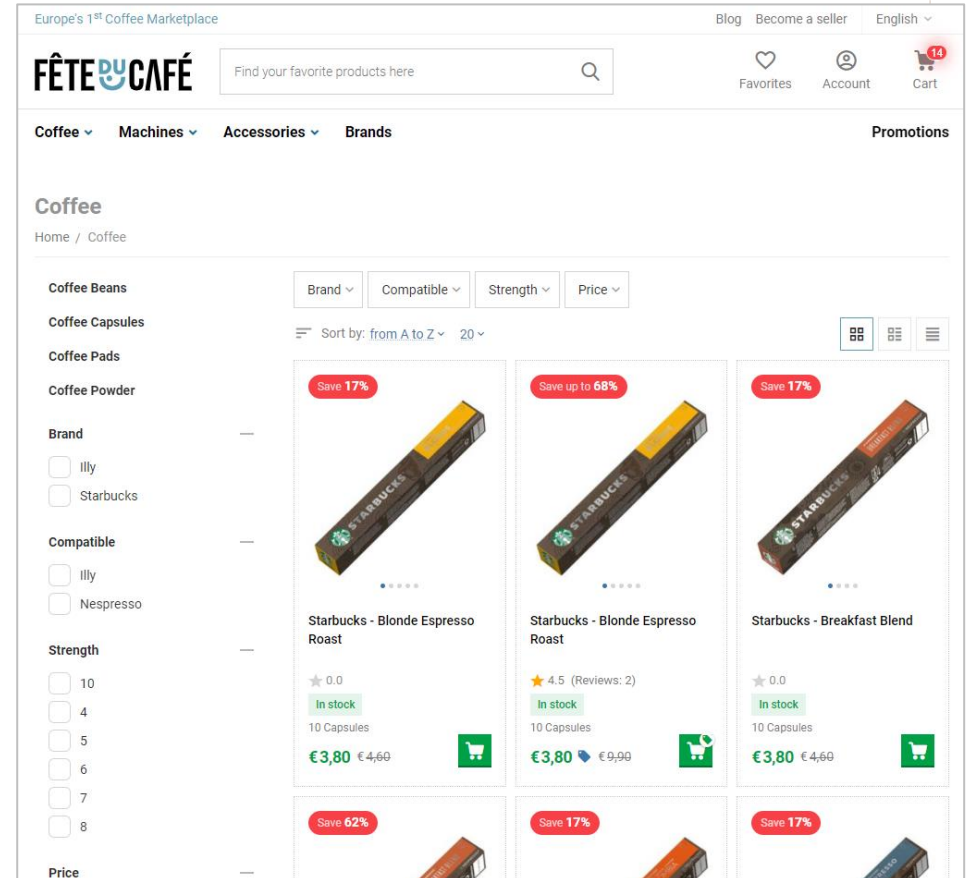 Europe's 1st Coffee Marketplace
Blog Become a seller English
FÊTE DU CAFÉ
Find your favorite products here
14
Favorites Account Cart
Coffee Machines Accessories Brands Promotions
Coffee
Home / Coffee
Coffee Beans
Coffee Capsules
Coffee Pads
Coffee Powder
Brand
Illy
Starbucks
Compatible
Illy
Nespresso
Strength
10
4
5
6
7
8
Price
Brand Compatible Strength Price
Sort by: from A to Z 20
Save 17%
STARBUCKS
Starbucks - Blonde Espresso
Roast
0.0
In stock
10 Capsules
€3,80 €4,60
Save up to 68%
STARBUCKS
Starbucks - Blonde Espresso
Roast
4.5 (Reviews: 2)
In stock
10 Capsules
€3,80 €9,90
Save 17%
STARBUCKS
Starbucks - Breakfast Blend
0.0
In stock
10 Capsules
€3,80 €4,60
Save 62%
Save 17%
Save 17%